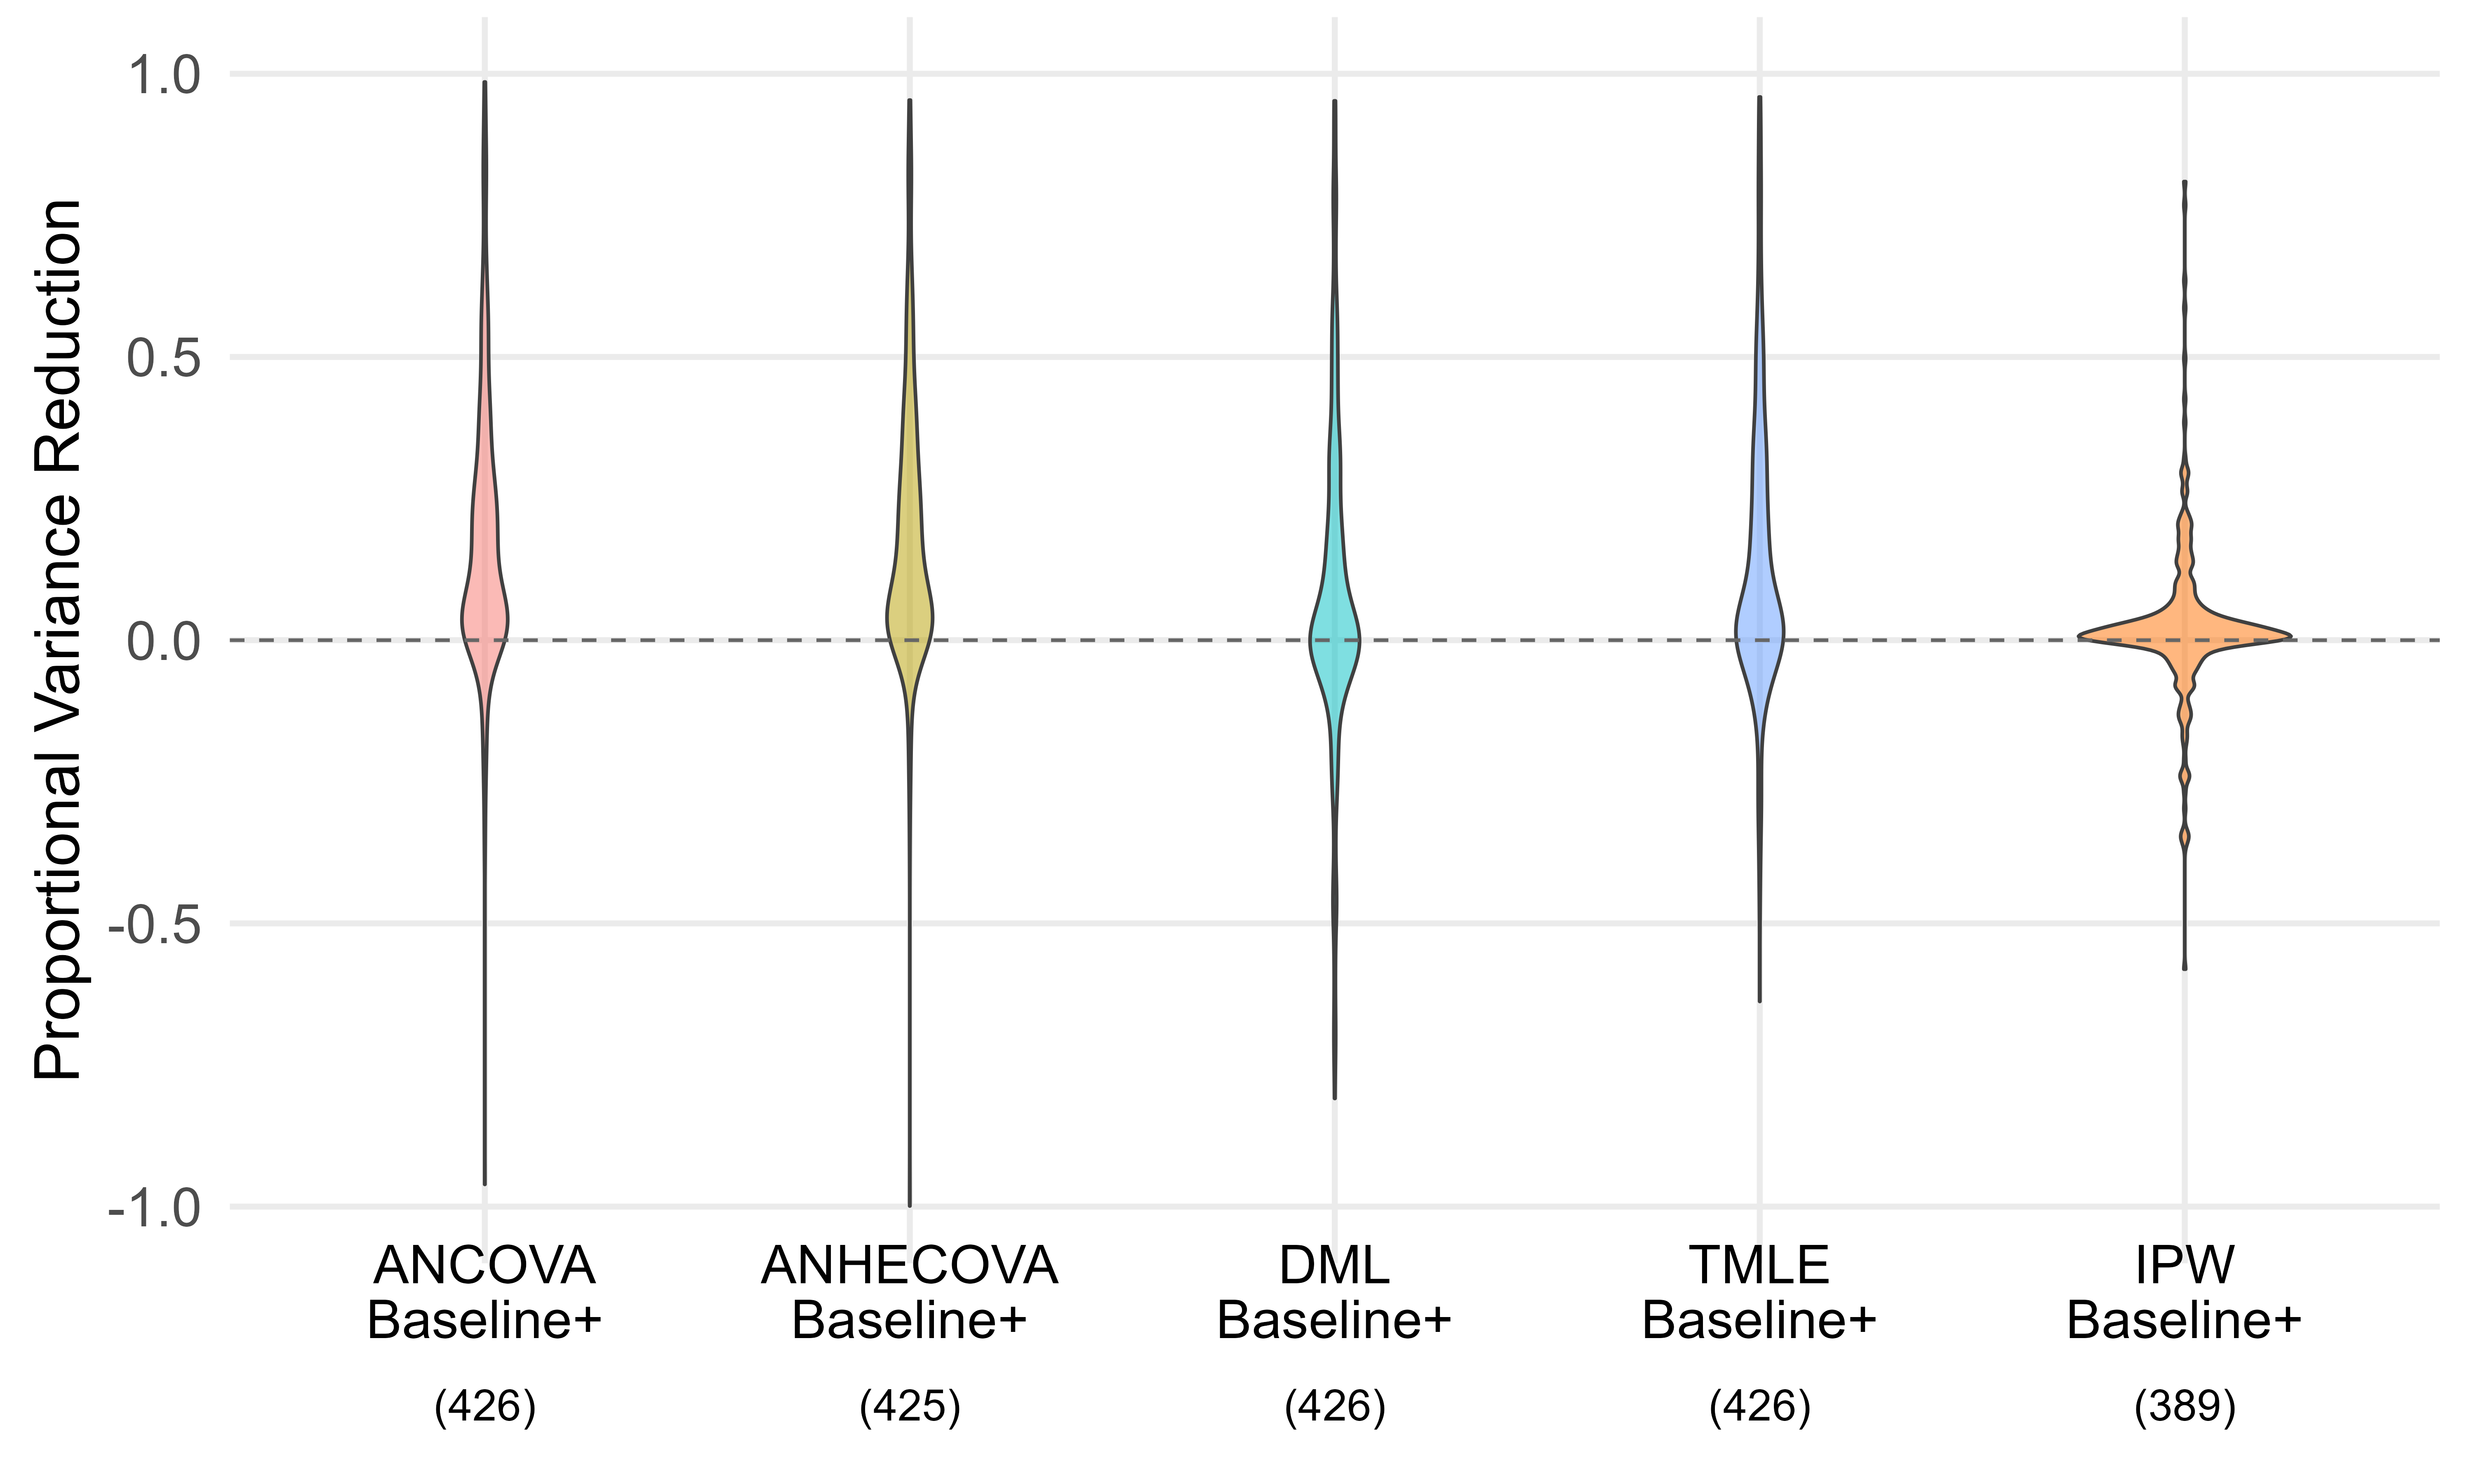 Proportional Variance Reduction
1.0
0.5
0.0
-0.5
-1.0
ANCOVA
Baseline+
(426)
ANHECOVA
Baseline+
(425)
DML
Baseline+
(426)
TMLE
Baseline+
(426)
IPW
Baseline+
(389)